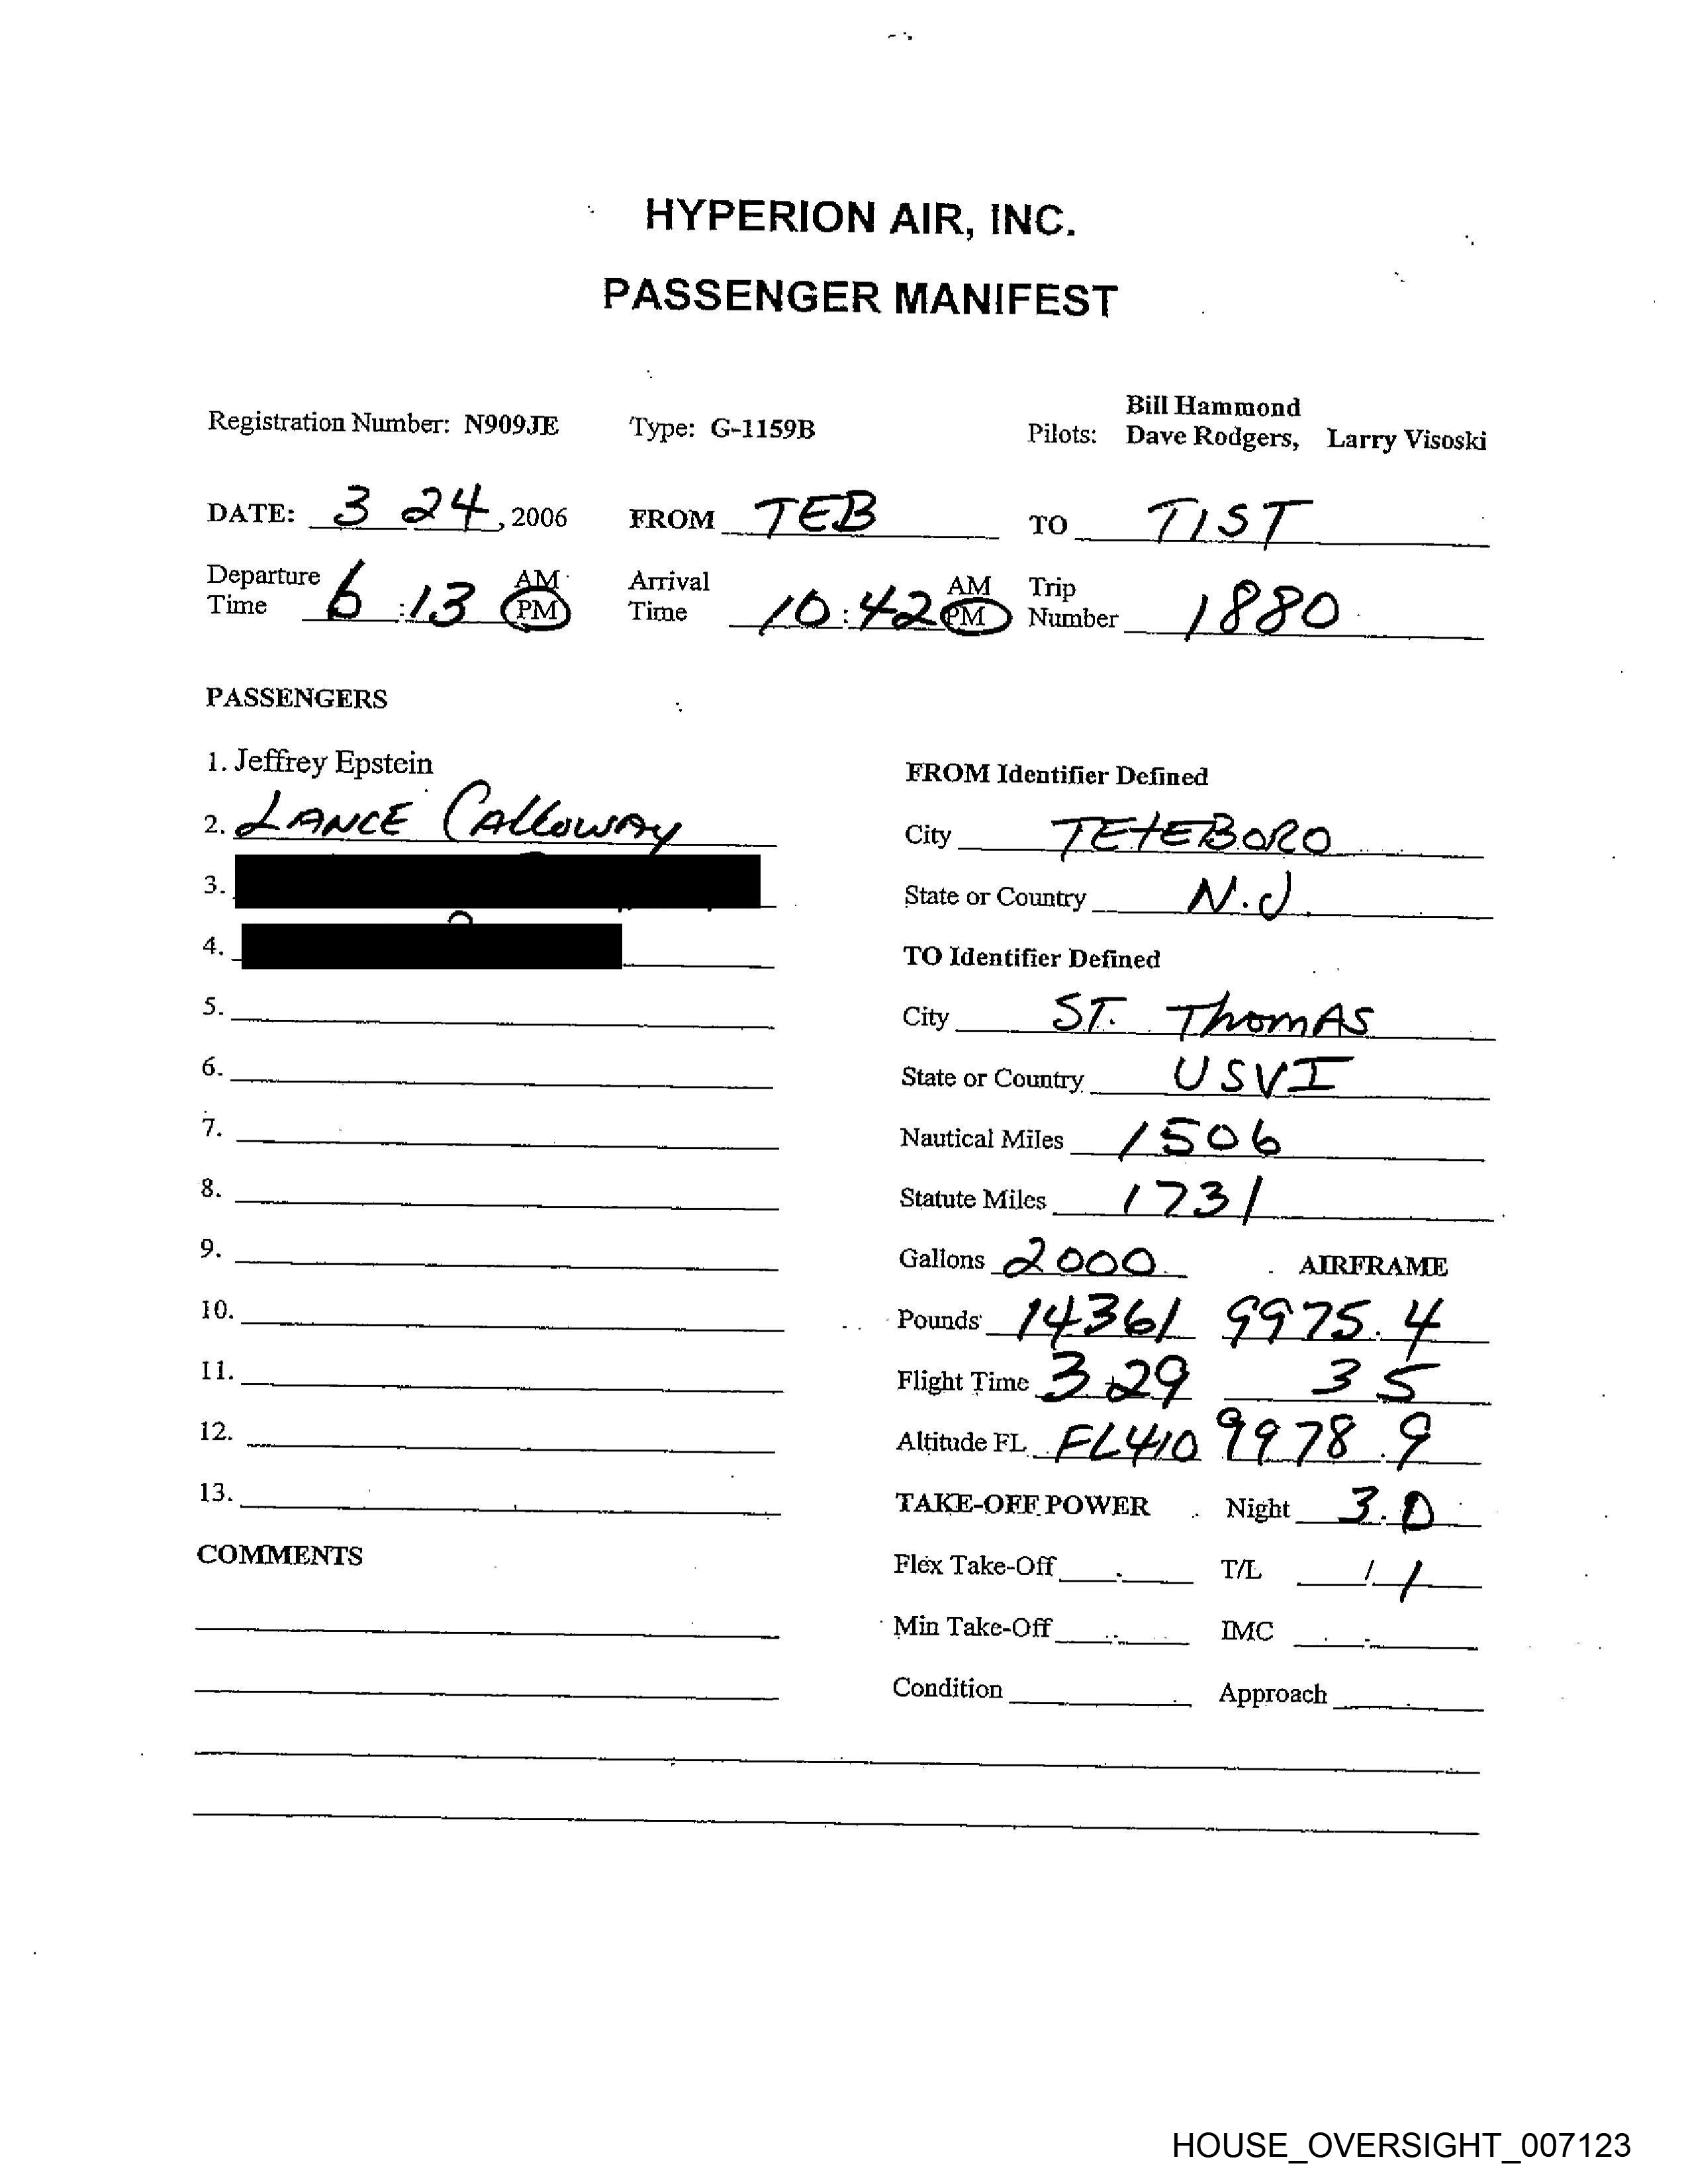 HYPERION AIR, INC.
PASSENGER MANIFEST
Registration Number: N909JE Type: G-1159B Pilots: Bill Hammond
Dave Rodgers, Larry Visoski
DATE: 3 24, 2006 FROM TEB TO TIST
Departure Time 6:13 AM PM Arrival Time 10:42 AM PM Trip Number 1880
PASSENGERS
1. Jeffrey Epstein
2. LANCE CALLOWAY
3.
4.
5.
6.
7.
8.
9.
10.
11.
12.
13.
COMMENTS
FROM Identifier Defined
City TETEBORO
State or Country N.J.
TO Identifier Defined
City ST. ThomAS
State or Country USVI
Nautical Miles 1506
Statute Miles 1731
Gallons 2000 AIRFRAME
Pounds 14361 9975.4
Flight Time 3+29 3 5
Altitude FL FL410 9978.9
TAKE-OFF POWER Night 3.0
Flex Take-Off T/L 1/1
Min Take-Off IMC
Condition Approach
HOUSE_OVERSIGHT_007123